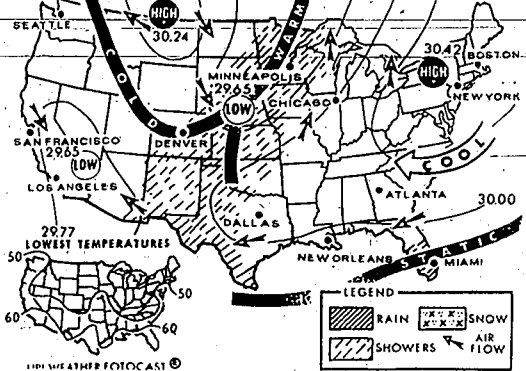 SEATTLE
HIGH
30.24
COLD
WARM
MINNEAPOLIS
29.65
LOW
CHICAGO
30.42
HIGH
BOSTON
NEW YORK
SAN FRANCISCO
29.65
LOW
DENVER
COOL
LOS ANGELES
ATLANTA
30.00
DALLAS
29.77
LOWEST TEMPERATURES
NEW ORLEANS
STATIC
MIAMI
50
50
60
60
LEGEND
RAIN
SNOW
SHOWERS
AIR
FLOW
UPI WEATHER FOTOCAST ®